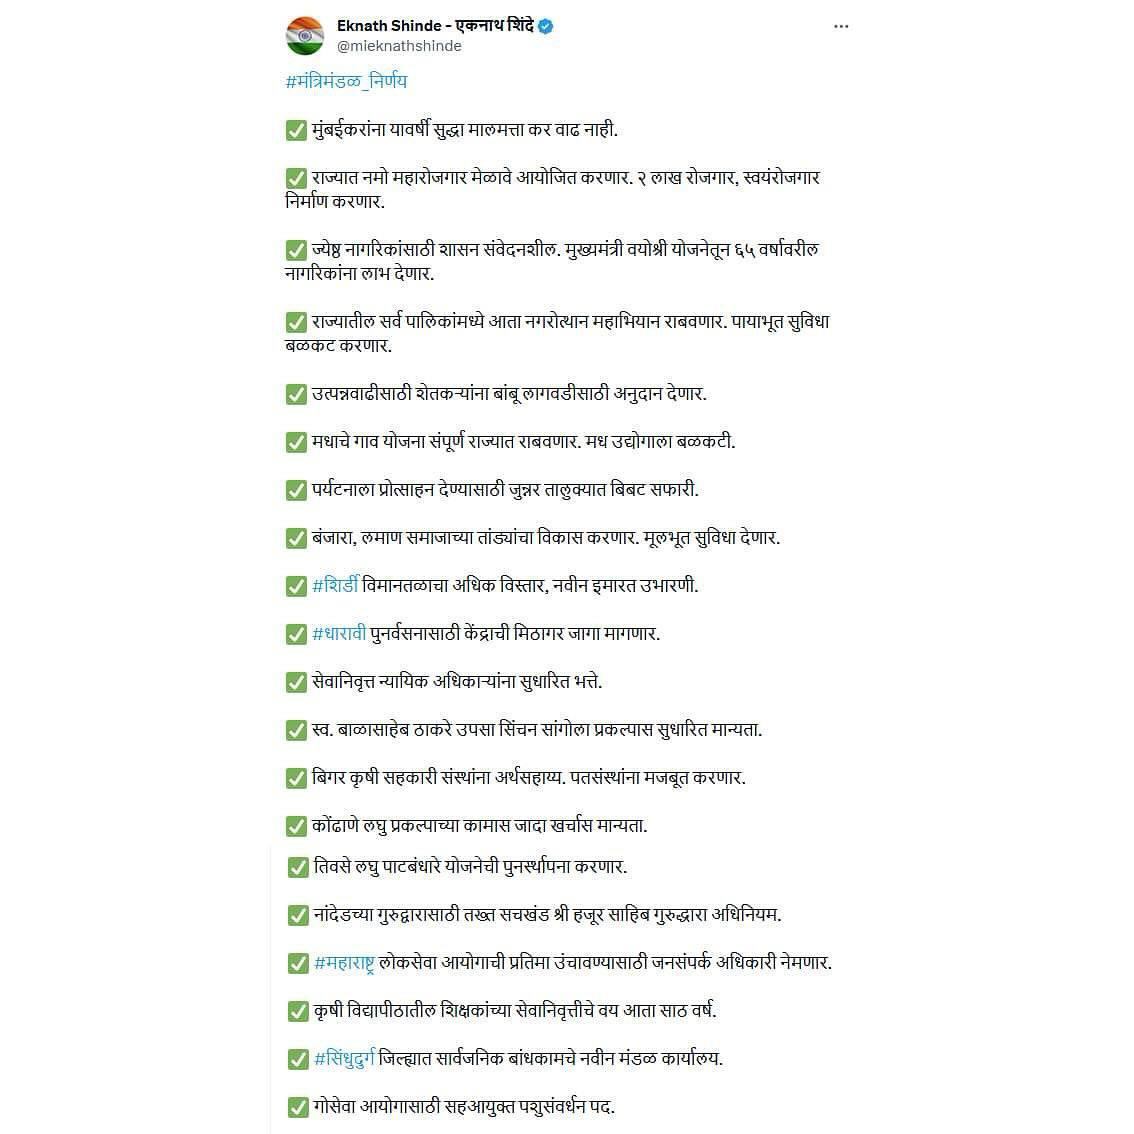 Eknath Shinde - एकनाथ शिंदे
@mieknathshinde
#मंत्रिमंडळ_निर्णय
✅ मुंबईकरांना यावर्षी सुद्धा मालमत्ता कर वाढ नाही.
✅ राज्यात नमो महारोजगार मेळावे आयोजित करणार. २ लाख रोजगार, स्वयंरोजगार
निर्माण करणार.
✅ ज्येष्ठ नागरिकांसाठी शासन संवेदनशील. मुख्यमंत्री वयोश्री योजनेतून ६५ वर्षावरील
नागरिकांना लाभ देणार.
✅ राज्यातील सर्व पालिकांमध्ये आता नगरोत्थान महाभियान राबवणार. पायाभूत सुविधा
बळकट करणार.
✅ उत्पन्नवाढीसाठी शेतकऱ्यांना बांबू लागवडीसाठी अनुदान देणार.
✅ मधाचे गाव योजना संपूर्ण राज्यात राबवणार. मध उद्योगाला बळकटी.
✅ पर्यटनाला प्रोत्साहन देण्यासाठी जुन्नर तालुक्यात बिबट सफारी.
✅ बंजारा, लमाण समाजाच्या तांड्यांचा विकास करणार. मूलभूत सुविधा देणार.
✅ #शिर्डी विमानतळाचा अधिक विस्तार, नवीन इमारत उभारणी.
✅ #धारावी पुनर्वसनासाठी केंद्राची मिठागर जागा मागणार.
✅ सेवानिवृत्त न्यायिक अधिकाऱ्यांना सुधारित भत्ते.
✅ स्व. बाळासाहेब ठाकरे उपसा सिंचन सांगोला प्रकल्पास सुधारित मान्यता.
✅ बिगर कृषी सहकारी संस्थांना अर्थसहाय्य. पतसंस्थांना मजबूत करणार.
✅ कोंढाणे लघु प्रकल्पाच्या कामास जादा खर्चास मान्यता.
✅ तिवसे लघु पाटबंधारे योजनेची पुनर्स्थापना करणार.
✅ नांदेडच्या गुरुद्वारासाठी तख्त सचखंड श्री हजूर साहिब गुरुद्धारा अधिनियम.
✅ #महाराष्ट्र लोकसेवा आयोगाची प्रतिमा उंचावण्यासाठी जनसंपर्क अधिकारी नेमणार.
✅ कृषी विद्यापीठातील शिक्षकांच्या सेवानिवृत्तीचे वय आता साठ वर्ष.
✅ #सिंधुदुर्ग जिल्ह्यात सार्वजनिक बांधकामचे नवीन मंडळ कार्यालय.
✅ गोसेवा आयोगासाठी सहआयुक्त पशुसंवर्धन पद.